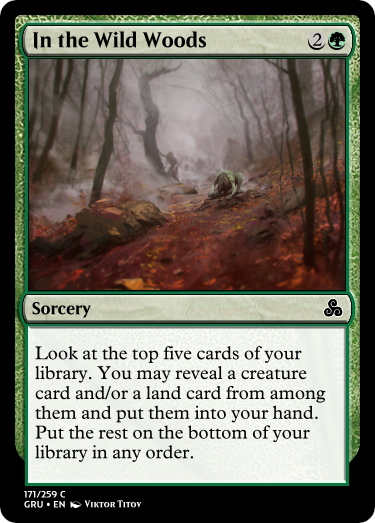 In the Wild Woods 2
Sorcery
Look at the top five cards of your
library. You may reveal a creature
card and/or a land card from among
them and put them into your hand.
Put the rest on the bottom of your
library in any order.
171/259 C
GRU • EN Viktor Titov